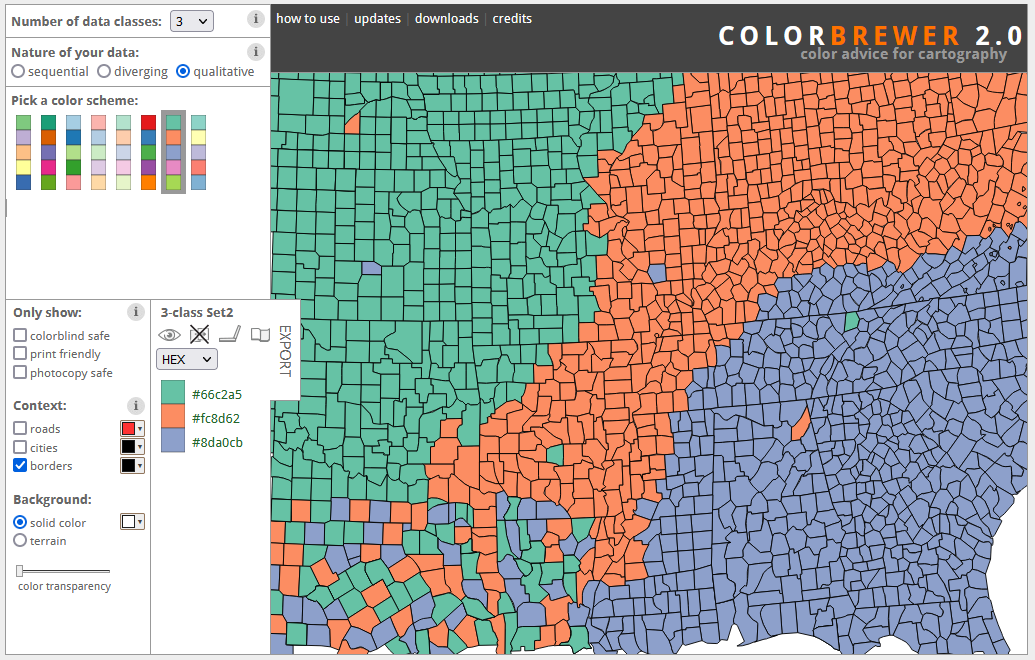 Number of data classes: 3 i
how to use | updates | downloads | credits
COLORBREWER 2.0
color advice for cartography
Nature of your data: i
sequential diverging qualitative
Pick a color scheme:
Only show: i
colorblind safe
print friendly
photocopy safe
Context: i
roads
cities
borders
Background:
solid color
terrain
color transparency
3-class Set2
HEX
EXPORT
#66c2a5
#fc8d62
#8da0cb